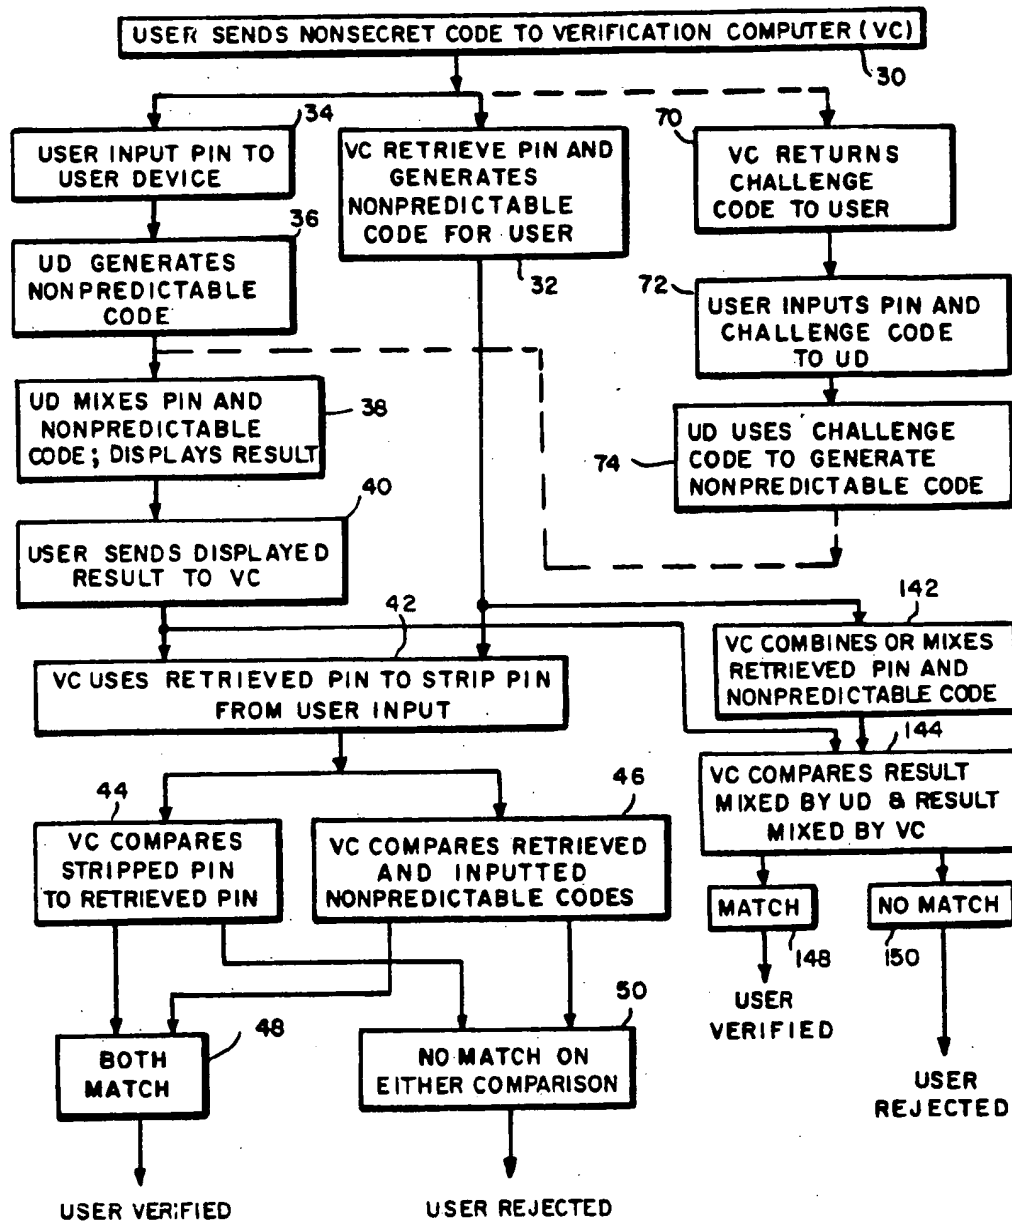 USER SENDS NONSECRET CODE TO VERIFICATION COMPUTER (VC)
30
34
USER INPUT PIN TO
USER DEVICE
VC RETRIEVE PIN AND
GENERATES
NONPREDICTABLE
CODE FOR USER
32
70
VC RETURNS
CHALLENGE
CODE TO USER
36
UD GENERATES
NONPREDICTABLE
CODE
72
USER INPUTS PIN AND
CHALLENGE CODE
TO UD
UD MIXES PIN AND
NONPREDICTABLE
CODE; DISPLAYS RESULT
38
74
UD USES CHALLENGE
CODE TO GENERATE
NONPREDICTABLE CODE
40
USER SENDS DISPLAYED
RESULT TO VC
42
VC USES RETRIEVED PIN TO STRIP PIN
FROM USER INPUT
142
VC COMBINES OR MIXES
RETRIEVED PIN AND
NONPREDICTABLE CODE
144
VC COMPARES RESULT
MIXED BY UD & RESULT
MIXED BY VC
44
VC COMPARES
STRIPPED PIN
TO RETRIEVED PIN
46
VC COMPARES RETRIEVED
AND INPUTTED
NONPREDICTABLE CODES
MATCH
148
NO MATCH
150
USER
VERIFIED
USER
REJECTED
48
BOTH
MATCH
50
NO MATCH ON
EITHER COMPARISON
USER VERIFIED
USER REJECTED